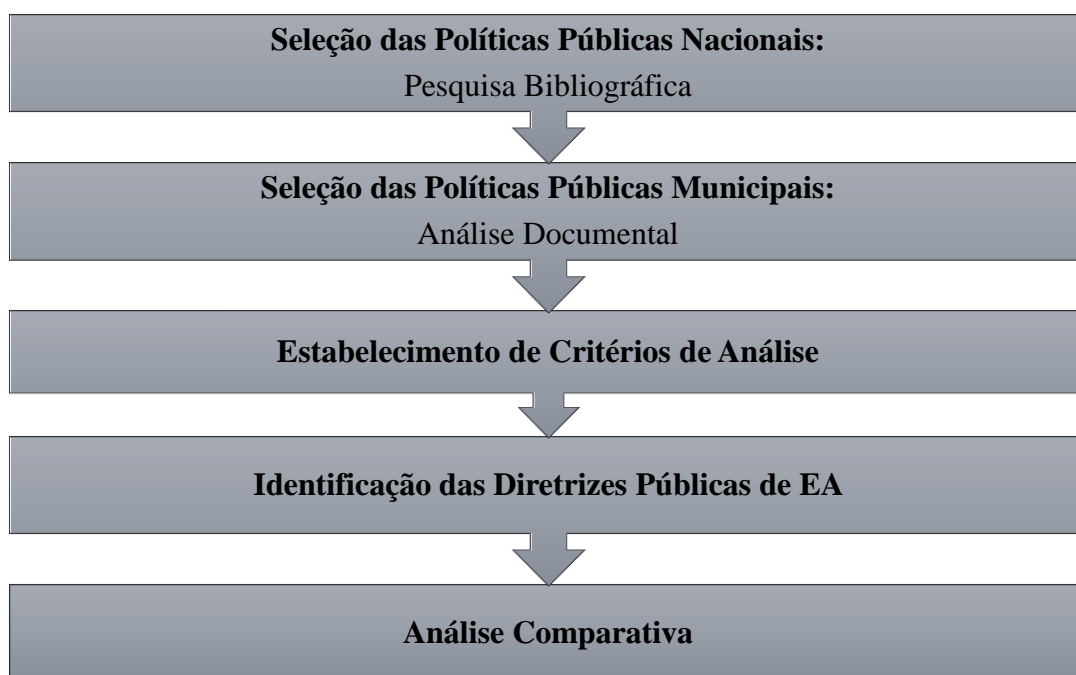 Seleção das Políticas Públicas Nacionais:
Pesquisa Bibliográfica
Seleção das Políticas Públicas Municipais:
Análise Documental
Estabelecimento de Critérios de Análise
Identificação das Diretrizes Públicas de EA
Análise Comparativa